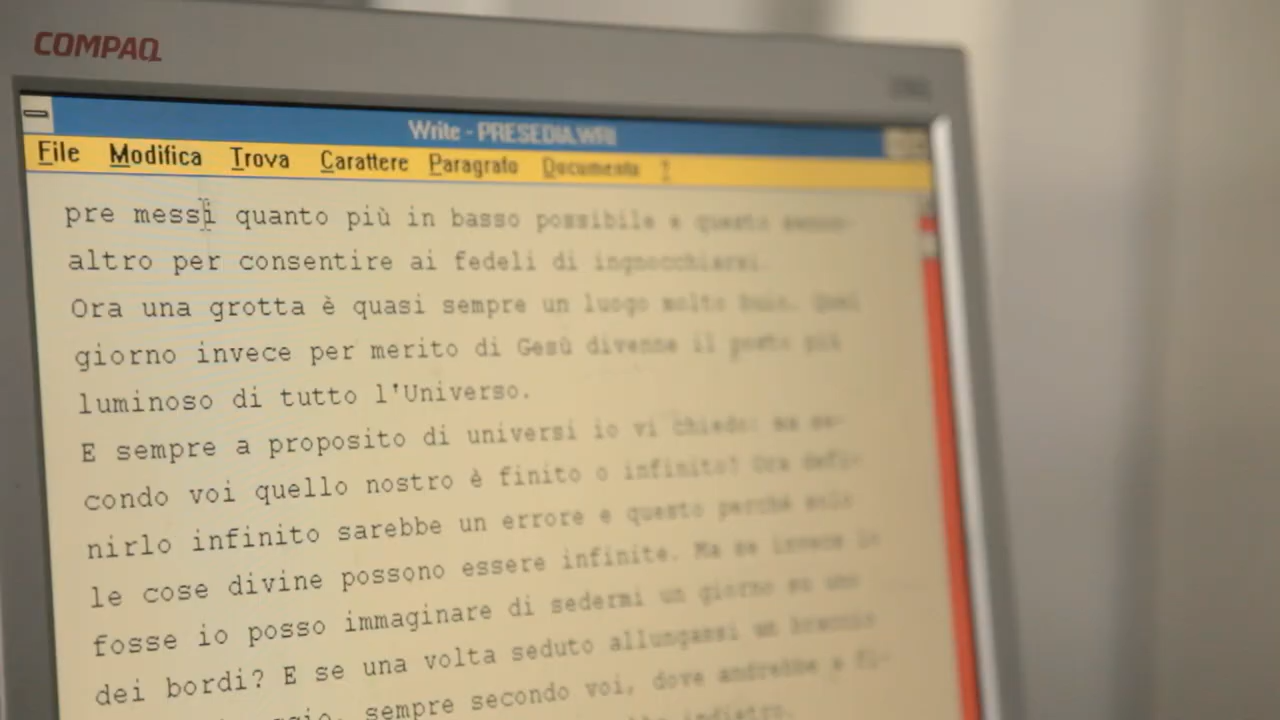 COMPAQ
Write - PRESEDIA.WRI
File Modifica Trova Carattere Paragrafo Documento ?
pre messi quanto più in basso possibile e questo
altro per consentire ai fedeli di inginocchiarsi.
Ora una grotta è quasi sempre un luogo molto buio. Quel
giorno invece per merito di Gesù divenne il posto più
luminoso di tutto l'Universo.
E sempre a proposito di universi io vi chiedo: ma se-
condo voi quello nostro è finito o infinito? Ora defi-
nirlo infinito sarebbe un errore e questo perché solo
le cose divine possono essere infinite. Ma se invece lo
fosse io posso immaginare di sedermi un giorno su uno
dei bordi? E se una volta seduto allungassi un braccio
sempre secondo voi, dove andrebbe a fi-
indietro.